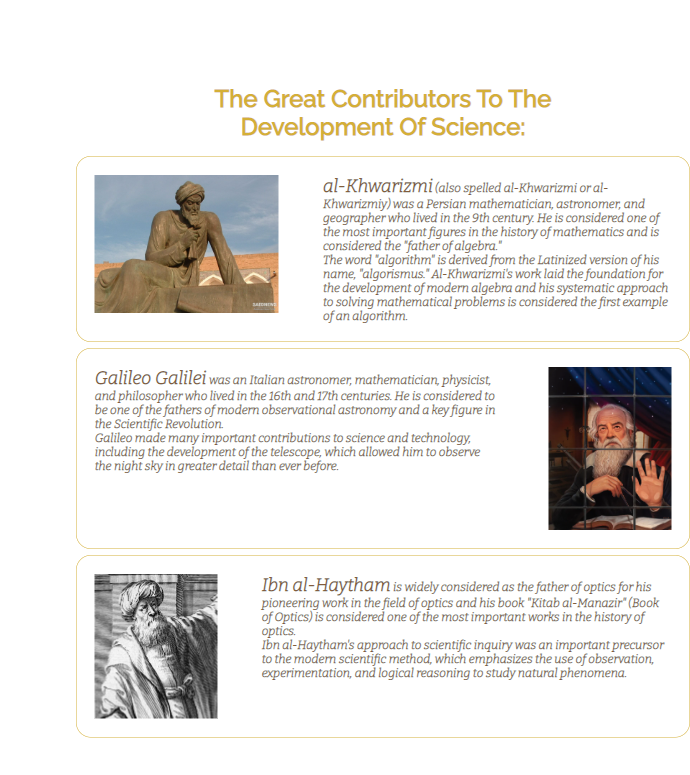 The Great Contributors To The
Development Of Science:
al-Khwarizmi (also spelled al-Khwarizmi or al-
Khwarizmiy) was a Persian mathematician, astronomer, and
geographer who lived in the 9th century. He is considered one of
the most important figures in the history of mathematics and is
considered the "father of algebra."
The word "algorithm" is derived from the Latinized version of his
name, "algorismus." Al-Khwarizmi's work laid the foundation for
the development of modern algebra and his systematic approach
to solving mathematical problems is considered the first example
of an algorithm.
Galileo Galilei was an Italian astronomer, mathematician, physicist,
and philosopher who lived in the 16th and 17th centuries. He is considered to
be one of the fathers of modern observational astronomy and a key figure in
the Scientific Revolution.
Galileo made many important contributions to science and technology,
including the development of the telescope, which allowed him to observe
the night sky in greater detail than ever before.
Ibn al-Haytham is widely considered as the father of optics for his
pioneering work in the field of optics and his book "Kitab al-Manazir" (Book
of Optics) is considered one of the most important works in the history of
optics.
Ibn al-Haytham's approach to scientific inquiry was an important precursor
to the modern scientific method, which emphasizes the use of observation,
experimentation, and logical reasoning to study natural phenomena.